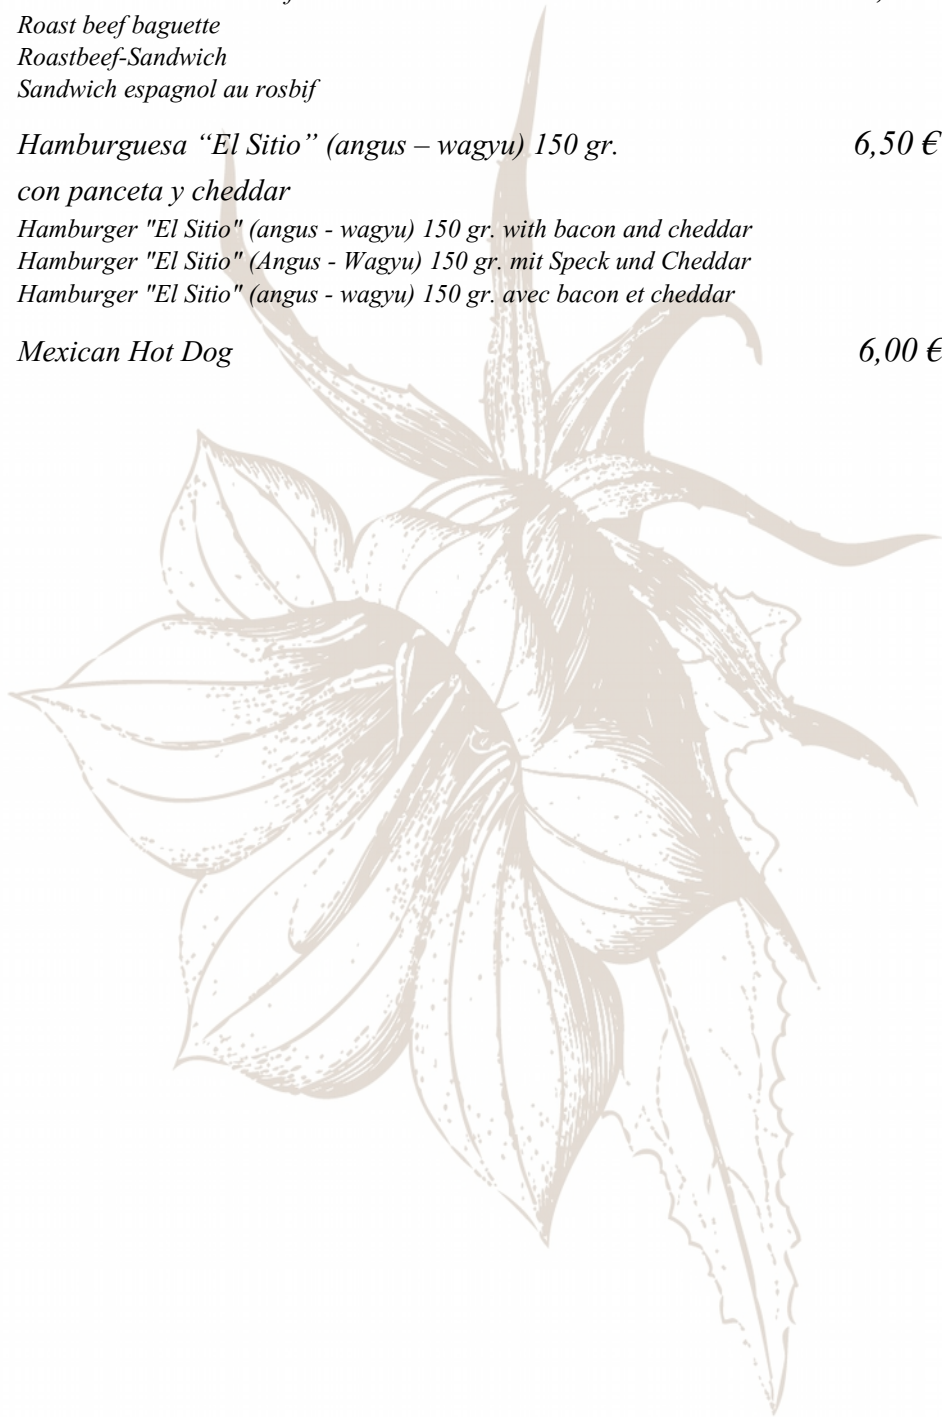 Roast beef baguette
Roastbeef-Sandwich
Sandwich espagnol au rosbif
Hamburguesa “El Sitio” (angus – wagyu) 150 gr. 6,50 €
con panceta y cheddar
Hamburger "El Sitio" (angus - wagyu) 150 gr. with bacon and cheddar
Hamburger "El Sitio" (Angus - Wagyu) 150 gr. mit Speck und Cheddar
Hamburger "El Sitio" (angus - wagyu) 150 gr. avec bacon et cheddar
Mexican Hot Dog 6,00 €